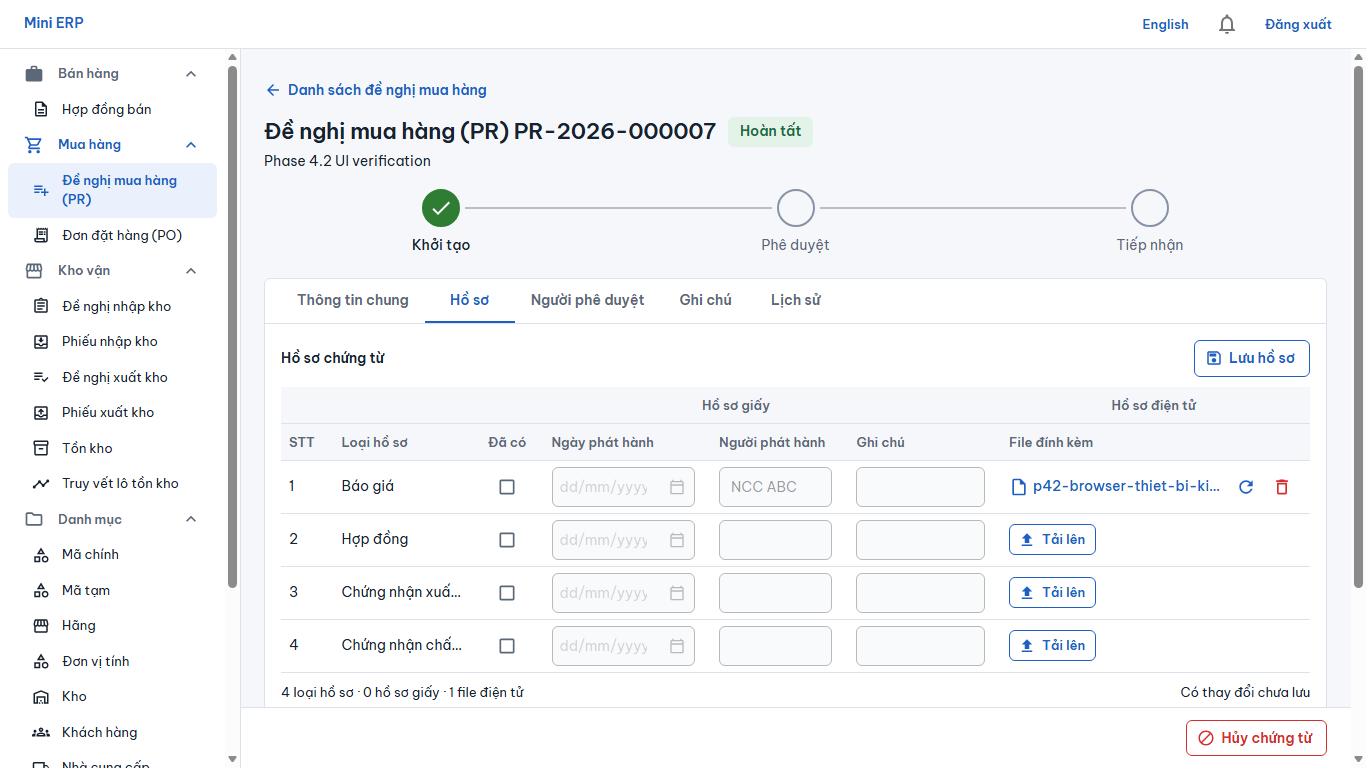 Mini ERP
English
Đăng xuất
Bán hàng
Hợp đồng bán
Mua hàng
Đề nghị mua hàng
(PR)
Đơn đặt hàng (PO)
Kho vận
Đề nghị nhập kho
Phiếu nhập kho
Đề nghị xuất kho
Phiếu xuất kho
Tồn kho
Truy vết lô tồn kho
Danh mục
Mã chính
Mã tạm
Hãng
Đơn vị tính
Kho
Khách hàng
Nhà cung cấp
Danh sách đề nghị mua hàng
Đề nghị mua hàng (PR) PR-2026-000007
Hoàn tất
Phase 4.2 UI verification
Khởi tạo
Phê duyệt
Tiếp nhận
Thông tin chung
Hồ sơ
Người phê duyệt
Ghi chú
Lịch sử
Hồ sơ chứng từ
Lưu hồ sơ
Hồ sơ giấy
Hồ sơ điện tử
STT
Loại hồ sơ
Đã có
Ngày phát hành
Người phát hành
Ghi chú
File đính kèm
1
Báo giá
dd/mm/yyyy
NCC ABC
p42-browser-thiet-bi-ki...
2
Hợp đồng
dd/mm/yyyy
Tải lên
3
Chứng nhận xuấ...
dd/mm/yyyy
Tải lên
4
Chứng nhận chấ...
dd/mm/yyyy
Tải lên
4 loại hồ sơ · 0 hồ sơ giấy · 1 file điện tử
Có thay đổi chưa lưu
Hủy chứng từ